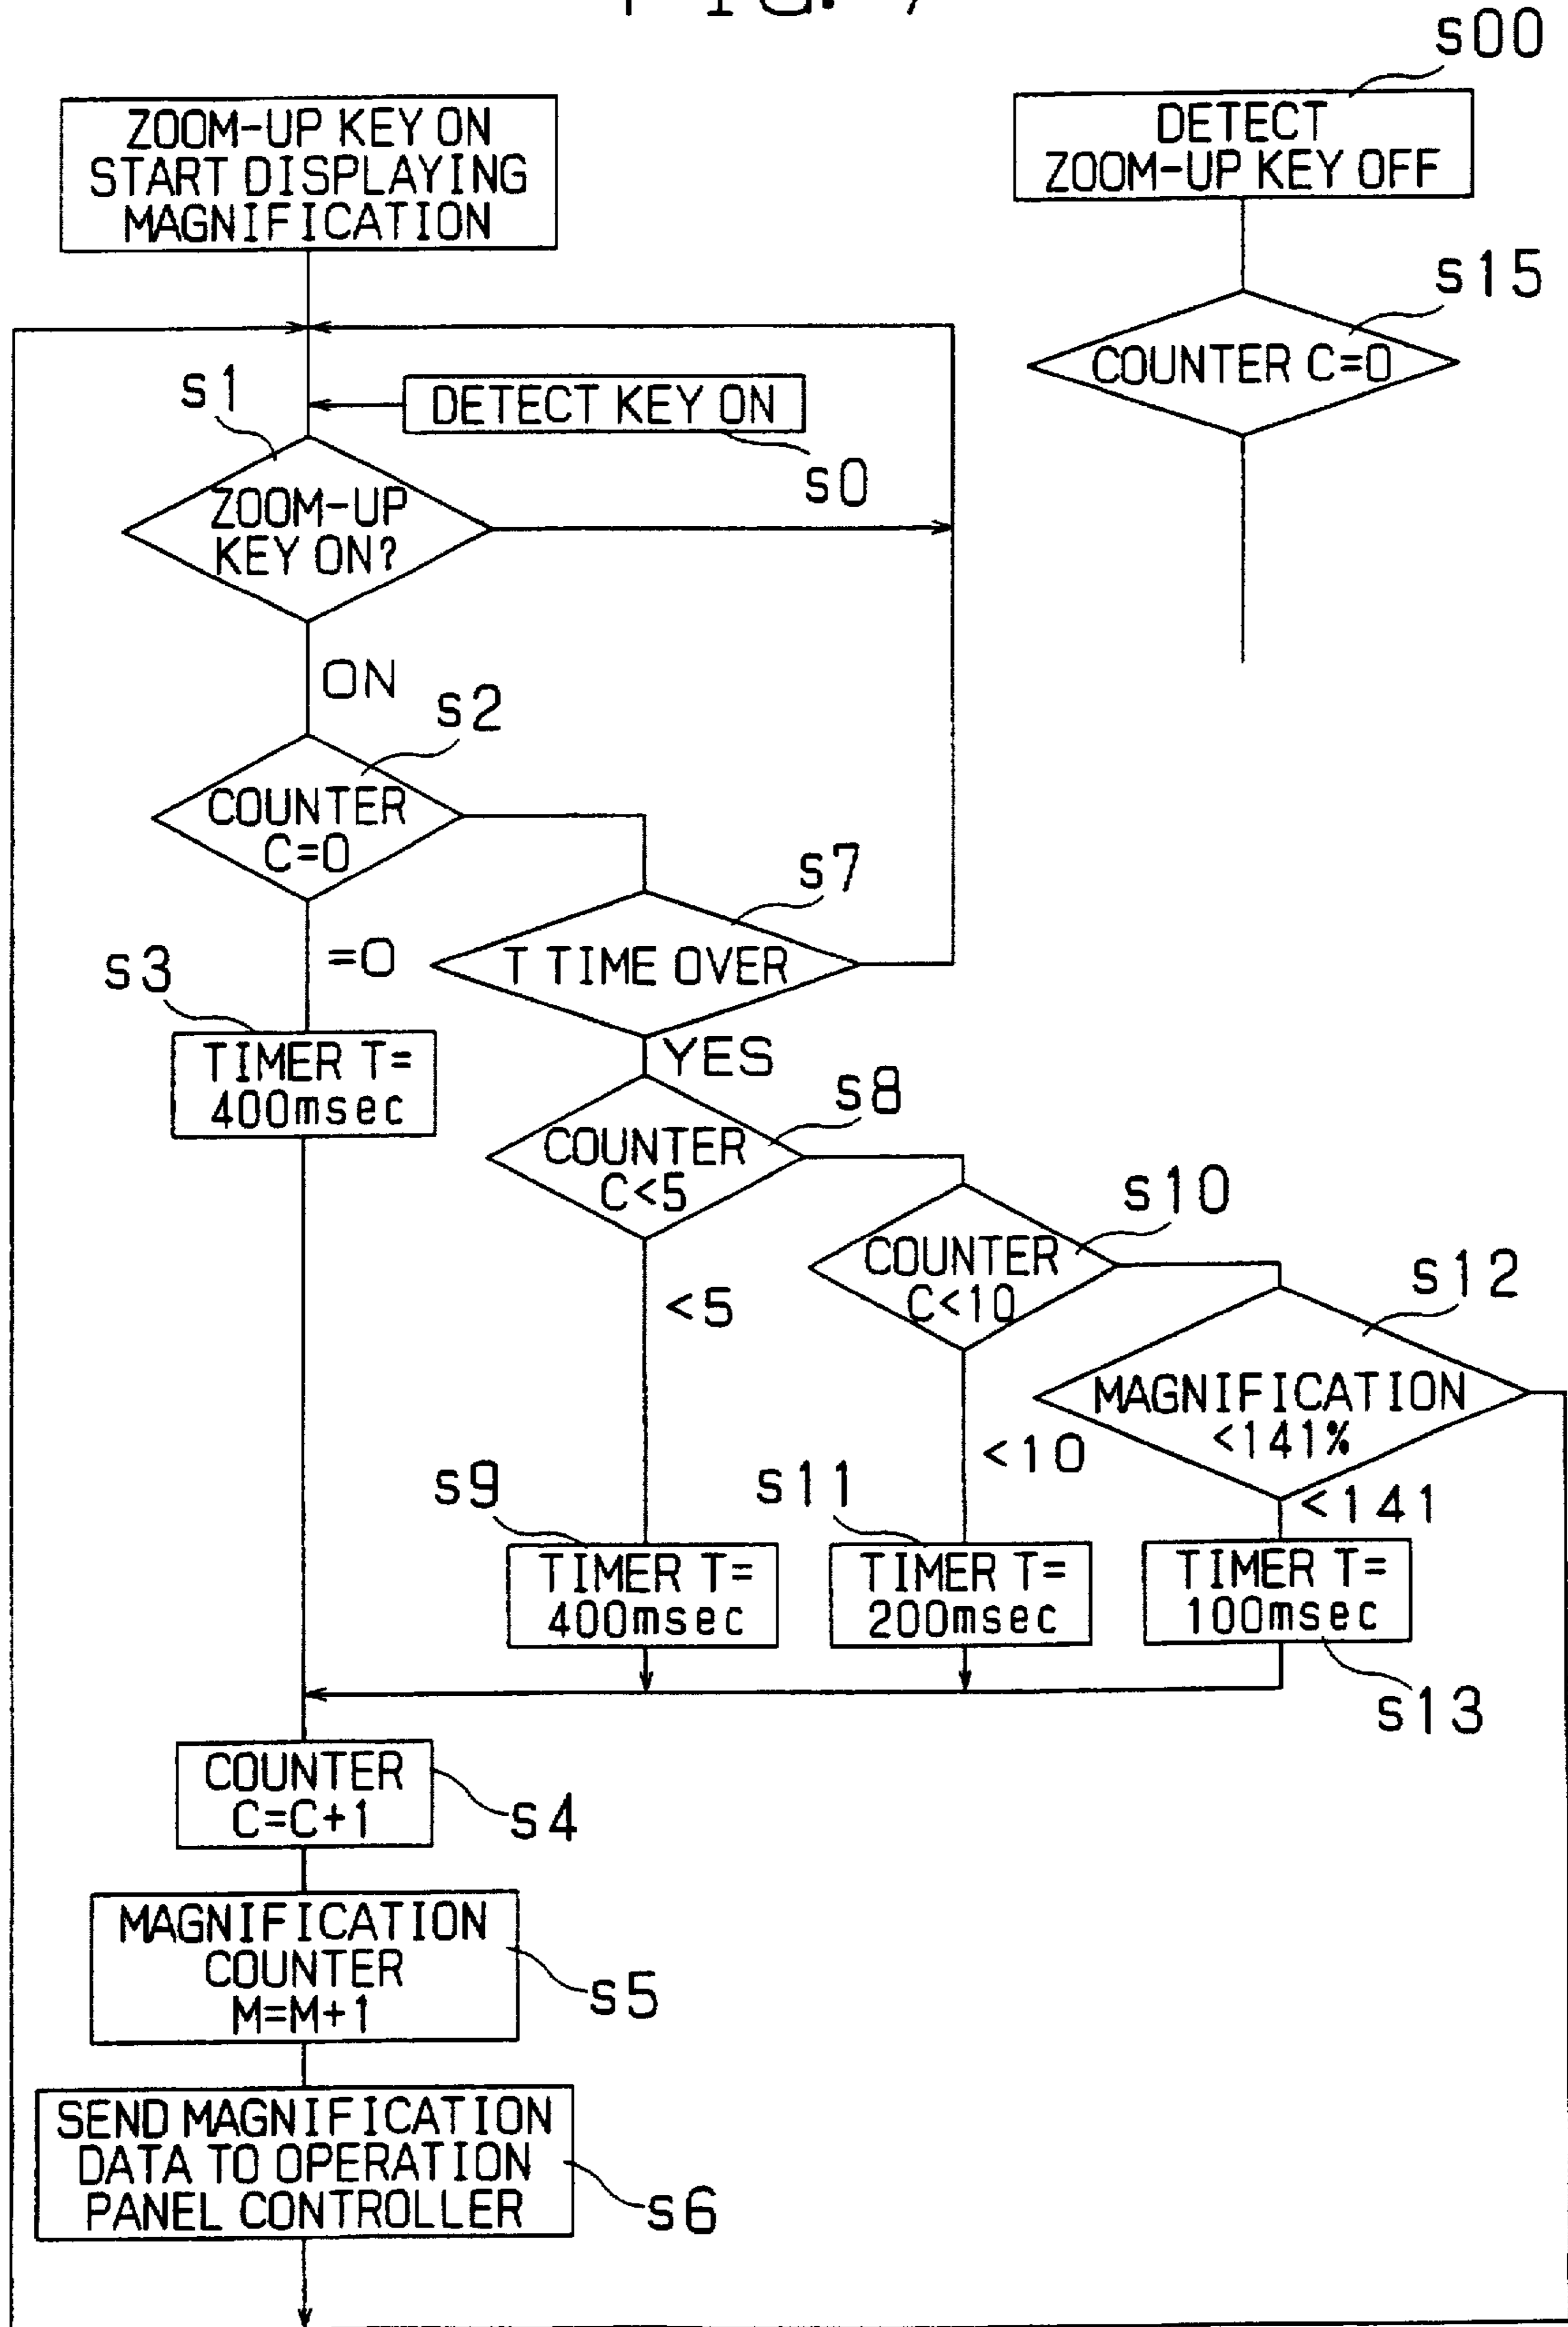 FIG. 7
s00
ZOOM-UP KEY ON
START DISPLAYING
MAGNIFICATION
DETECT
ZOOM-UP KEY OFF
s15
COUNTER C=0
s1
DETECT KEY ON
s0
ZOOM-UP
KEY ON?
ON
s2
COUNTER
C=0
s7
=0
T TIME OVER
s3
TIMER T=
400msec
YES
s8
COUNTER
C<5
s10
COUNTER
C<10
s12
<5
MAGNIFICATION
<141%
<10
s9
s11
<141
TIMER T=
400msec
TIMER T=
200msec
TIMER T=
100msec
s13
COUNTER
C=C+1
s4
MAGNIFICATION
COUNTER
M=M+1
s5
SEND MAGNIFICATION
DATA TO OPERATION
PANEL CONTROLLER
s6